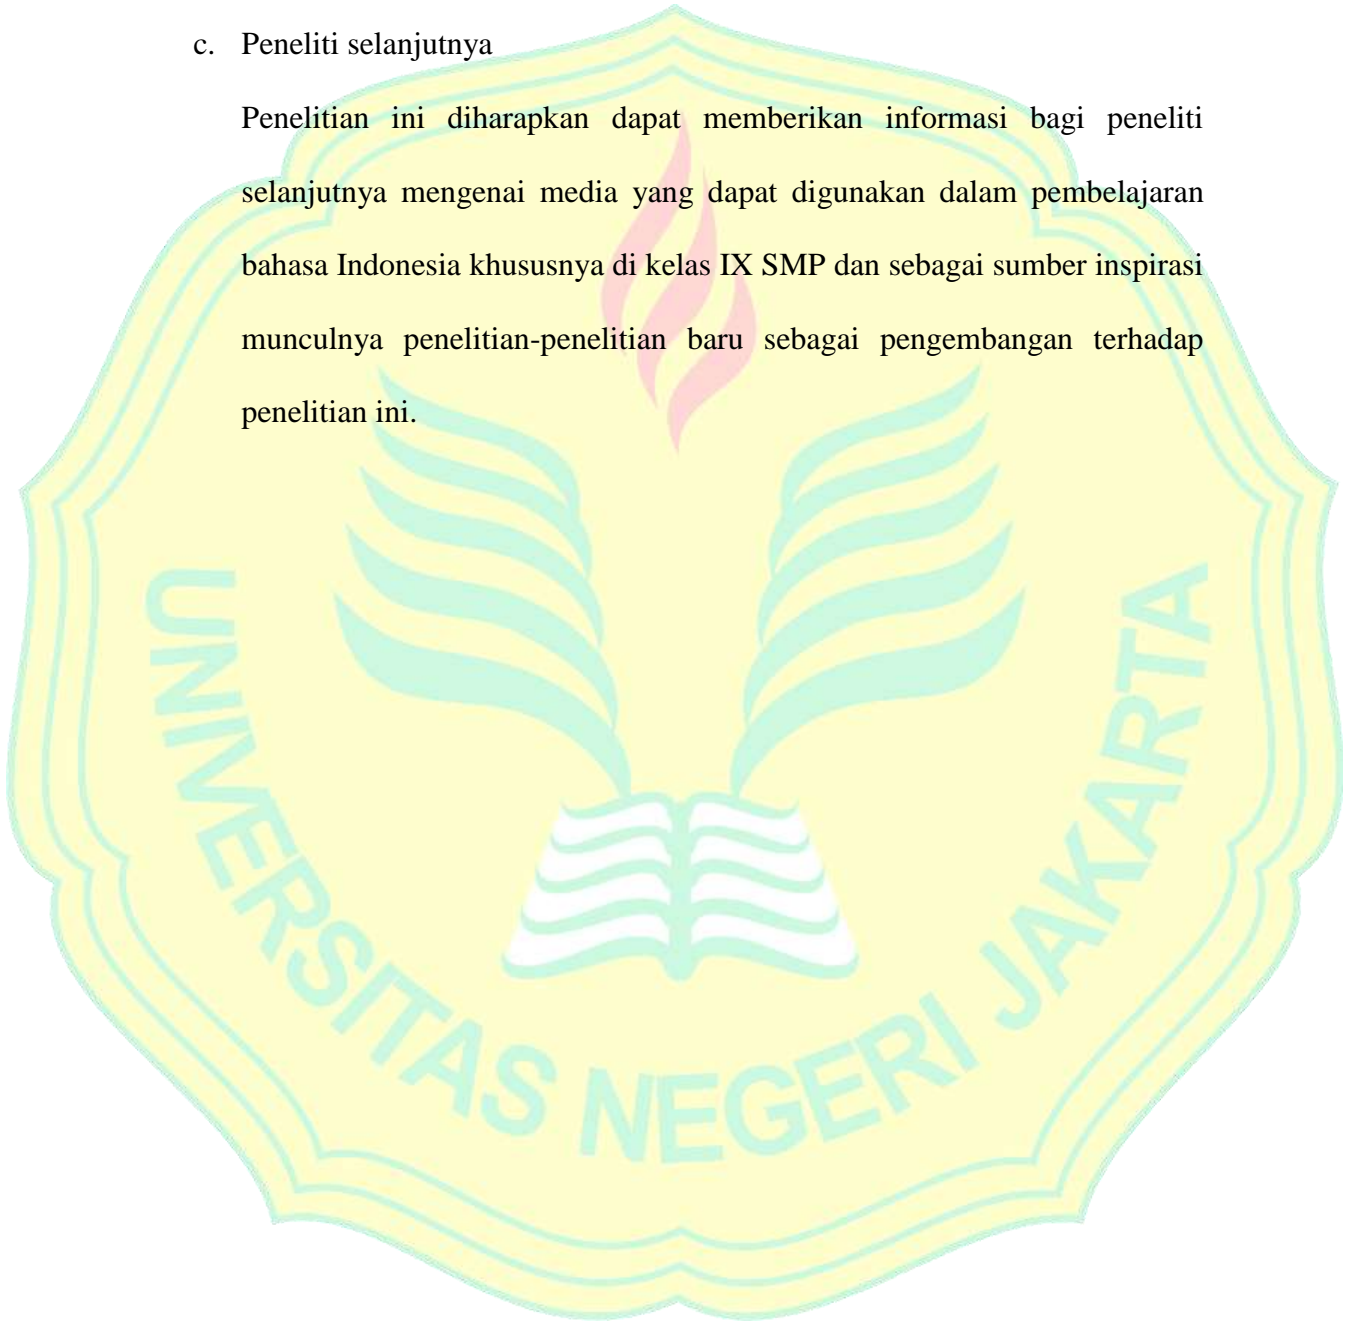 c. Peneliti selanjutnya
Penelitian ini diharapkan dapat memberikan informasi bagi peneliti
selanjutnya mengenai media yang dapat digunakan dalam pembelajaran
bahasa Indonesia khususnya di kelas IX SMP dan sebagai sumber inspirasi
munculnya penelitian-penelitian baru sebagai pengembangan terhadap
penelitian ini.
UNIVERSITAS NEGERI JAKARTA